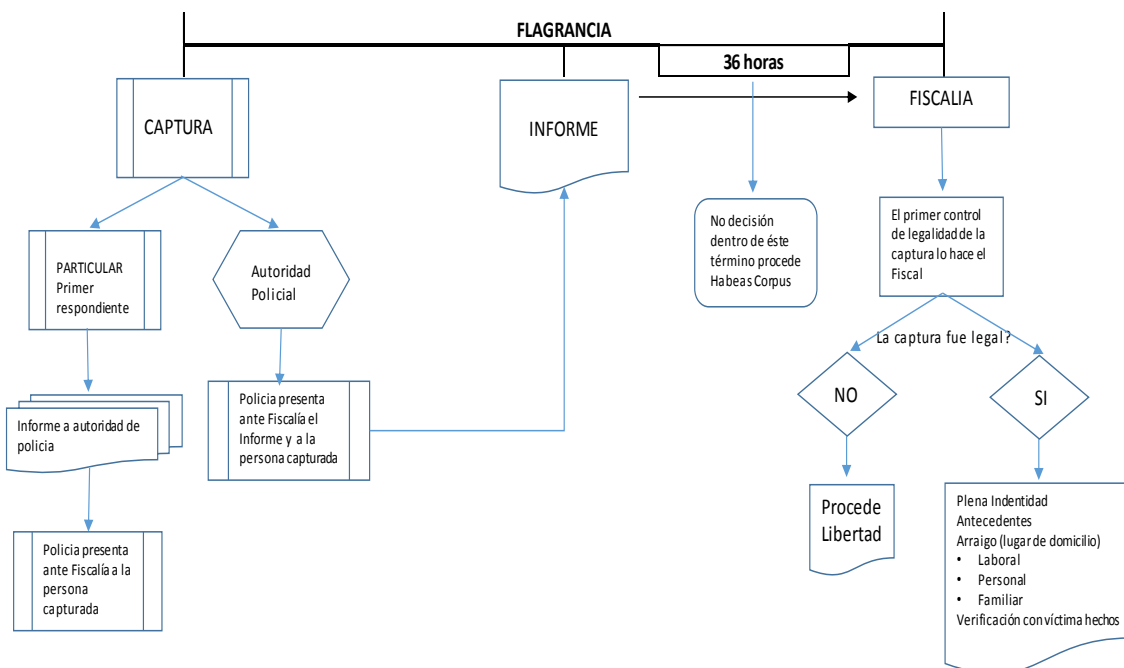 FLAGRANCIA
36 horas
CAPTURA
INFORME
FISCALIA
PARTICULAR
Primer
respondiente
Autoridad
Policial
No decisión
dentro de éste
término procede
Habeas Corpus
El primer control
de legalidad de la
captura lo hace el
Fiscal
La captura fue legal?
NO
SI
Informe a autoridad de
policia
Policia presenta
ante Fiscalía el
Informe y a la
persona capturada
Policia presenta
ante Fiscalía a la
persona
capturada
Procede
Libertad
Plena Indentidad
Antecedentes
Arraigo (lugar de domicilio)
• Laboral
• Personal
• Familiar
Verificación con víctima hechos